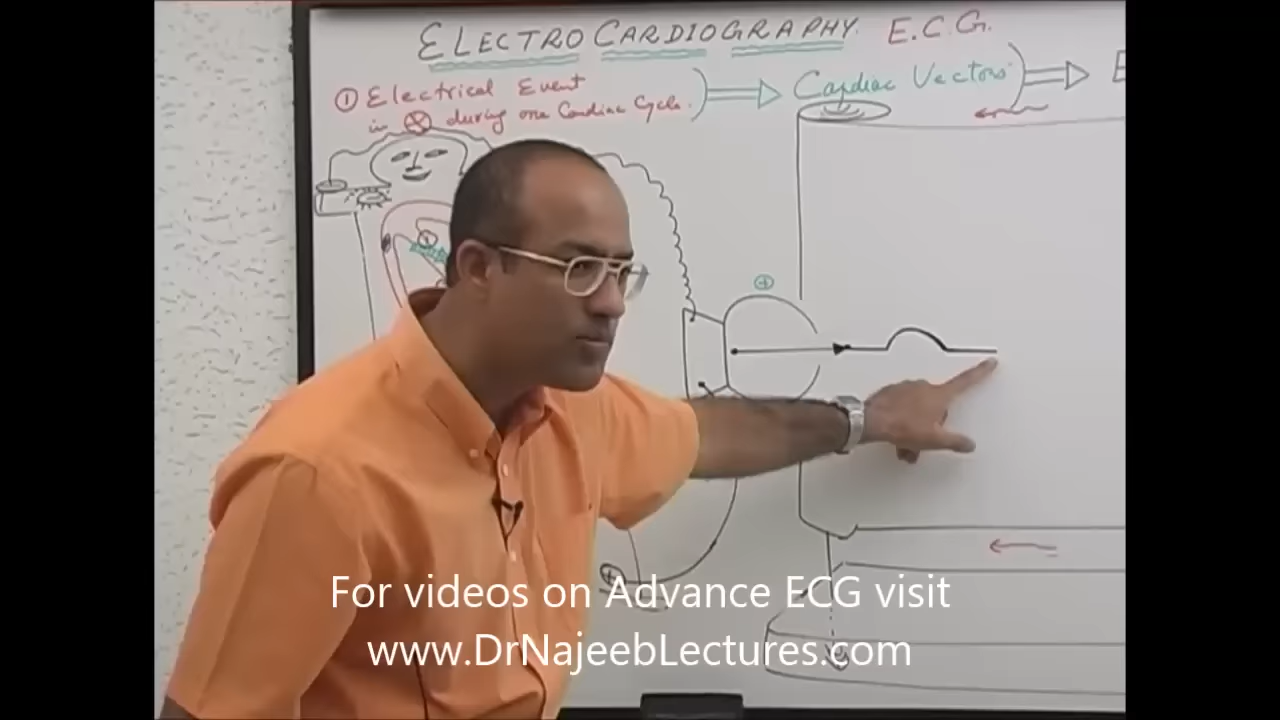 ELECTRO CARDIOGRAPHY. E.C.G.
① Electrical Event
in during one Cardiac Cycle.
Cardiac Vectors
①
+
For videos on Advance ECG visit
www.DrNajeebLectures.com